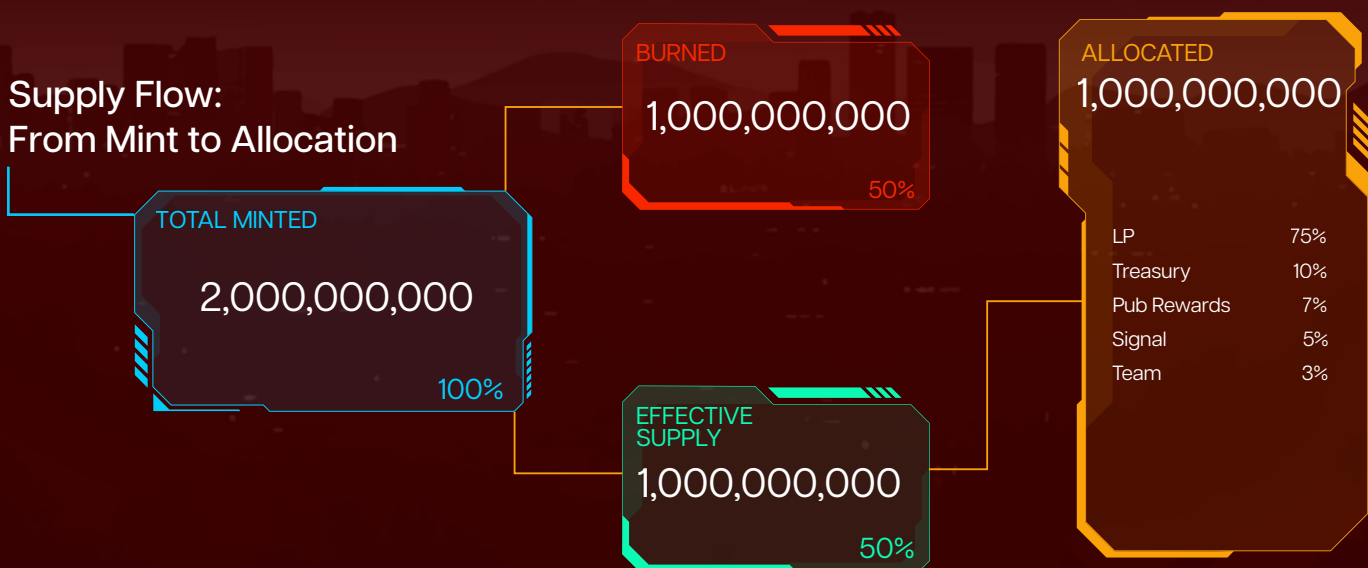 Supply Flow:
From Mint to Allocation
TOTAL MINTED
2,000,000,000
100%
BURNED
1,000,000,000
50%
EFFECTIVE
SUPPLY
1,000,000,000
50%
ALLOCATED
1,000,000,000
LP 75%
Treasury 10%
Pub Rewards 7%
Signal 5%
Team 3%